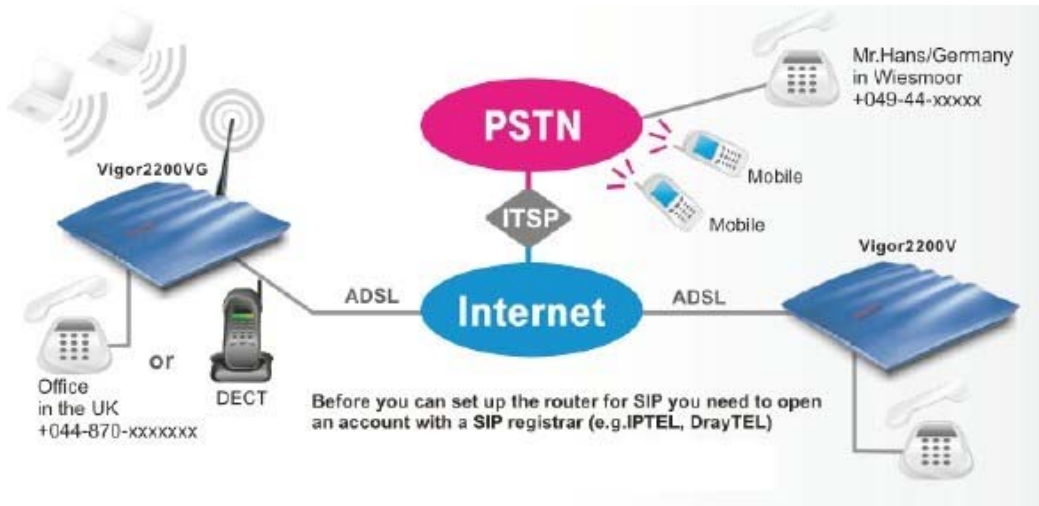 Mr.Hans/Germany
in Wiesmoor
+049-44-xxxxx
PSTN
Vigor2200VG
Mobile
Mobile
ITSP
Vigor2200V
ADSL
Internet
ADSL
or
Office
in the UK
+044-870-xxxxxxx
DECT
Before you can set up the router for SIP you need to open
an account with a SIP registrar (e.g.IPTEL, DrayTEL)